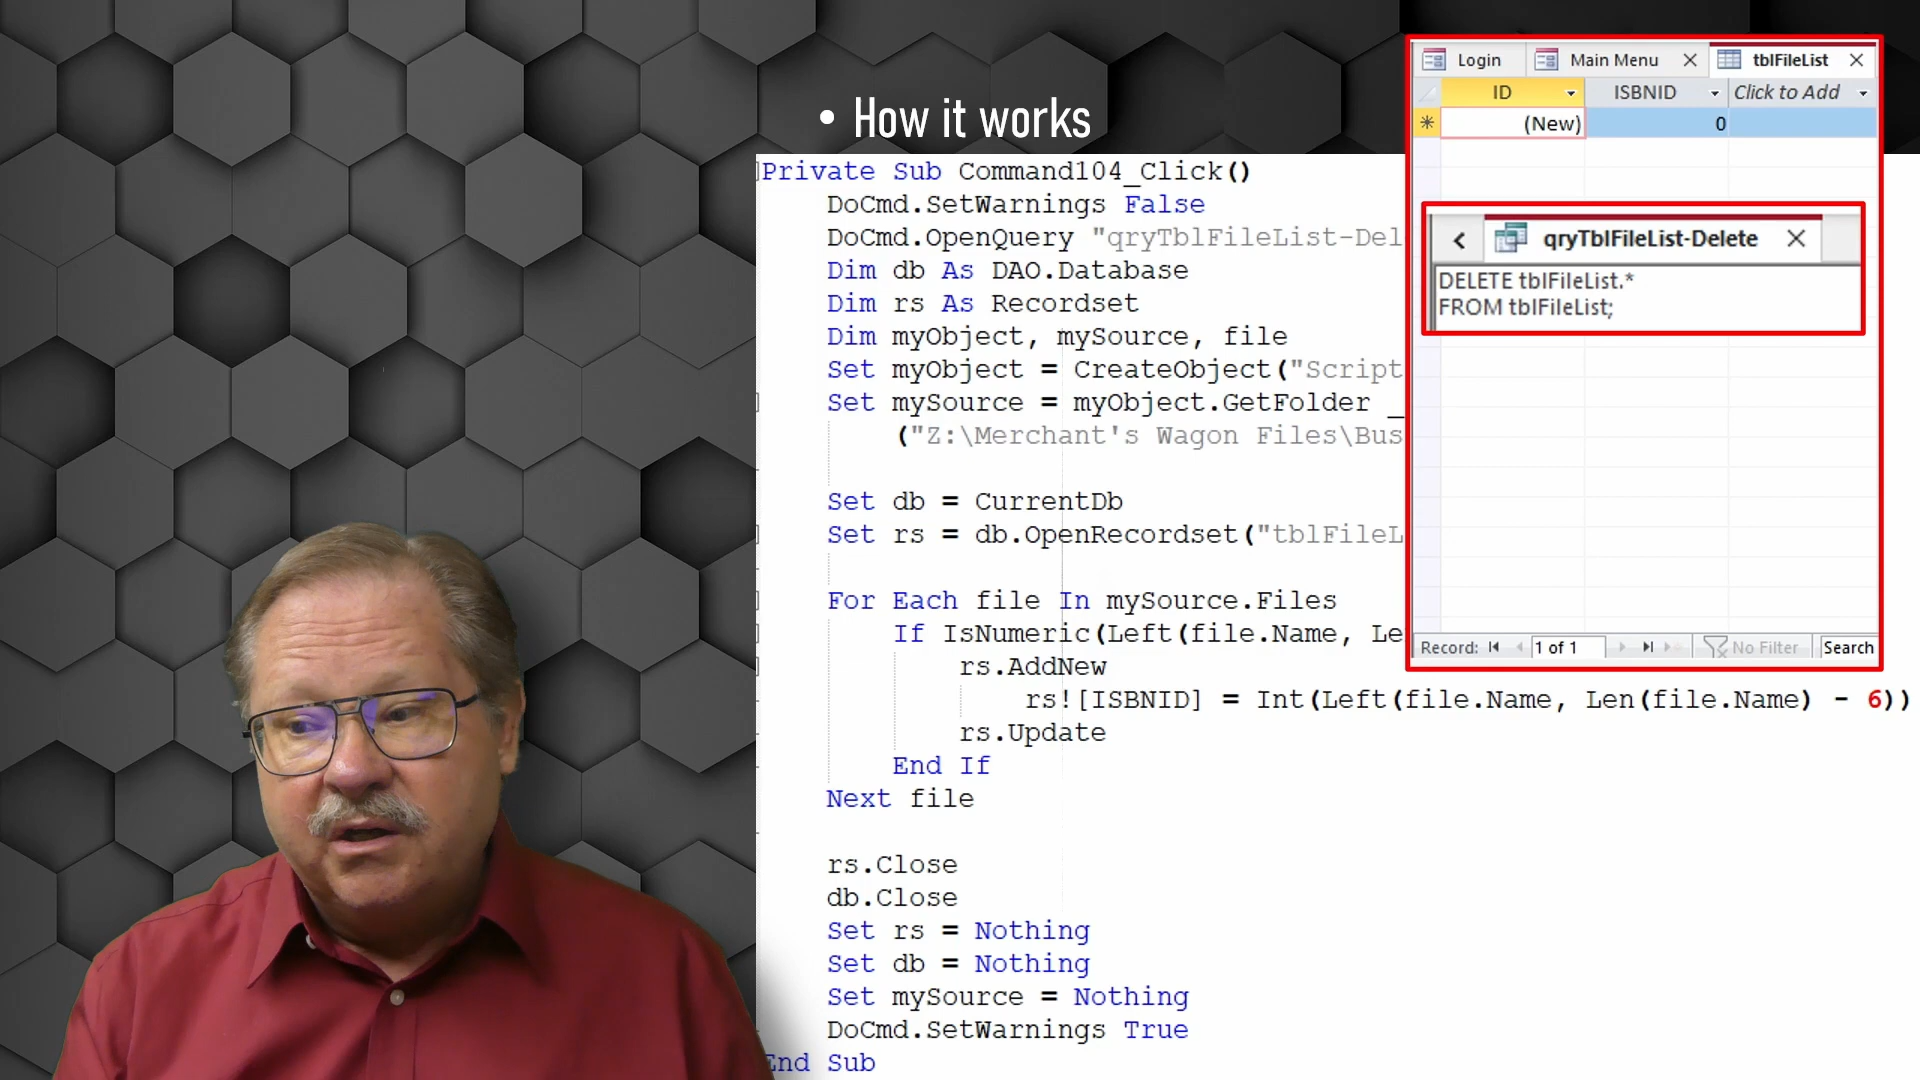 • How it works
Private Sub Command104_Click()
DoCmd.SetWarnings False
DoCmd.OpenQuery "qryTblFileList-Del
Dim db As DAO.Database
Dim rs As Recordset
Dim myObject, mySource, file
Set myObject = CreateObject("Script
Set mySource = myObject.GetFolder _
("Z:\Merchant's Wagon Files\Bus
Set db = CurrentDb
Set rs = db.OpenRecordset("tblFileL
For Each file In mySource.Files
If IsNumeric(Left(file.Name, Le
rs.AddNew
rs![ISBNID] = Int(Left(file.Name, Len(file.Name) - 6))
rs.Update
End If
Next file
rs.Close
db.Close
Set rs = Nothing
Set db = Nothing
Set mySource = Nothing
DoCmd.SetWarnings True
End Sub
Login Main Menu tblFileList
ID ISBNID Click to Add
(New) 0
qryTblFileList-Delete
DELETE tblFileList.*
FROM tblFileList;
Record: 1 of 1 No Filter Search